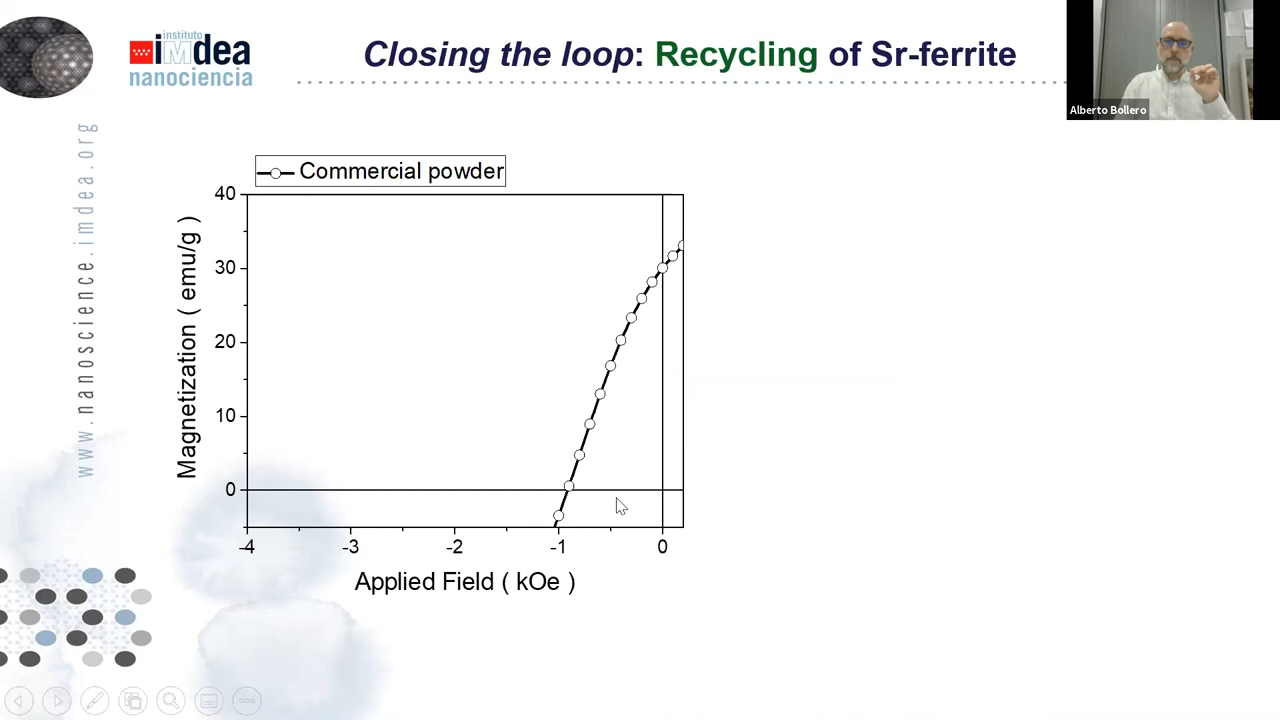 instituto
imdea
nanociencia
Closing the loop: Recycling of Sr-ferrite
Alberto Bollero
www.nanoscience.imdea.org
Commercial powder
Magnetization ( emu/g )
40
30
20
10
0
-4
-3
-2
-1
0
Applied Field ( kOe )